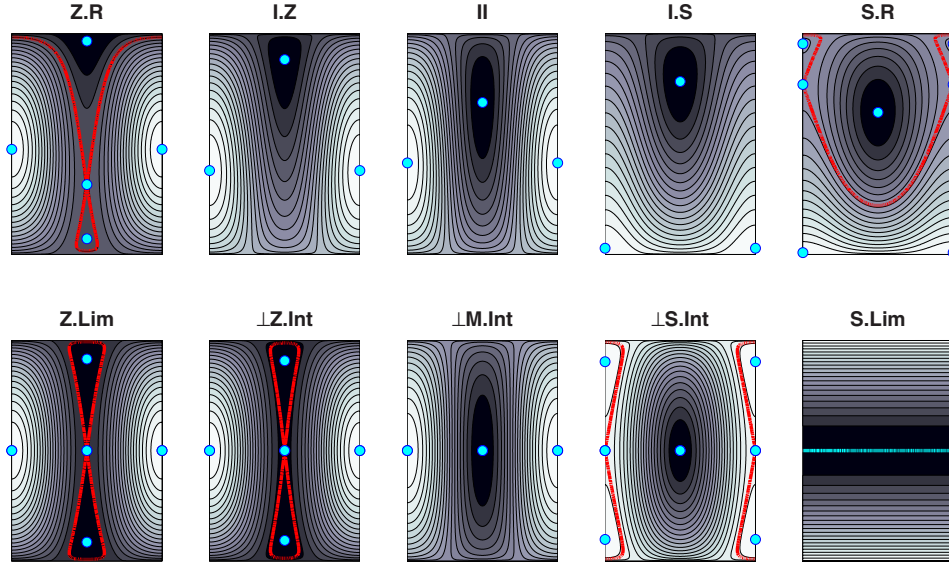 Z.R I.Z II I.S S.R
Z.Lim ⊥Z.Int ⊥M.Int ⊥S.Int S.Lim